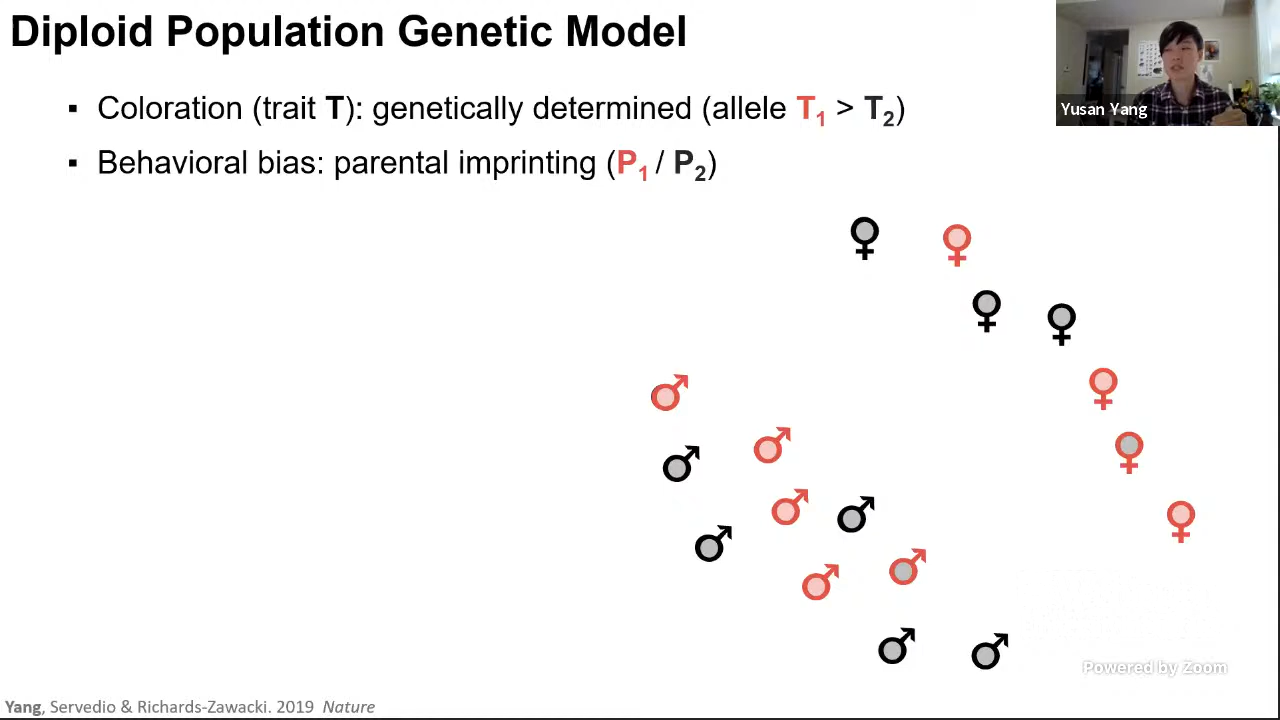 Diploid Population Genetic Model
▪ Coloration (trait T): genetically determined (allele T₁ > T₂)
▪ Behavioral bias: parental imprinting (P₁ / P₂)
Yusan Yang
Powered by Zoom
Yang, Servedio & Richards-Zawacki. 2019 Nature